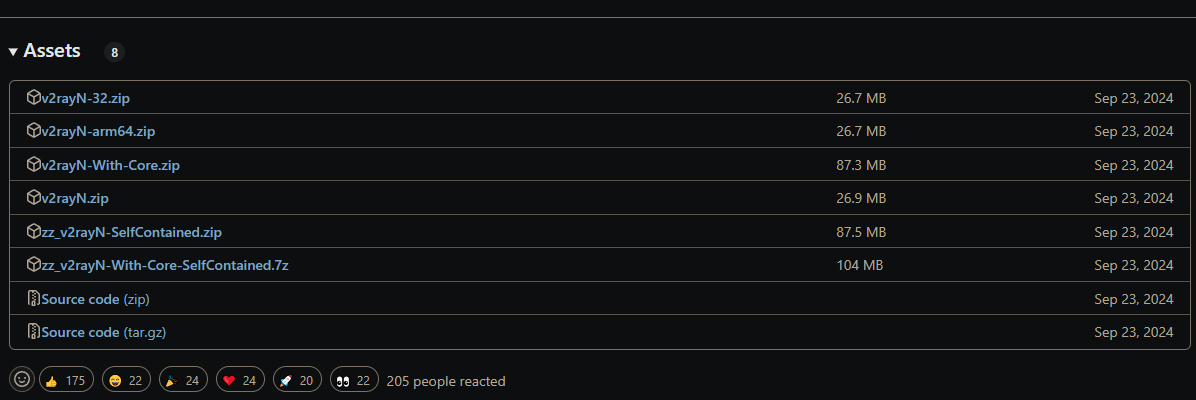 Assets 8
v2rayN-32.zip 26.7 MB Sep 23, 2024
v2rayN-arm64.zip 26.7 MB Sep 23, 2024
v2rayN-With-Core.zip 87.3 MB Sep 23, 2024
v2rayN.zip 26.9 MB Sep 23, 2024
zz_v2rayN-SelfContained.zip 87.5 MB Sep 23, 2024
zz_v2rayN-With-Core-SelfContained.7z 104 MB Sep 23, 2024
Source code (zip) Sep 23, 2024
Source code (tar.gz) Sep 23, 2024
175 22 24 24 20 22 205 people reacted